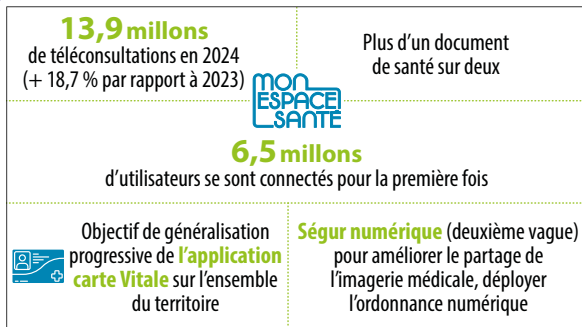 13,9 millons
de téléconsultations en 2024
(+ 18,7 % par rapport à 2023)
Plus d'un document
de santé sur deux
MON
ESPACE
SANTÉ
6,5 millons
d'utilisateurs se sont connectés pour la première fois
Objectif de généralisation
progressive de l'application
carte Vitale sur l'ensemble
du territoire
Ségur numérique (deuxième vague)
pour améliorer le partage de
l'imagerie médicale, déployer
l'ordonnance numérique